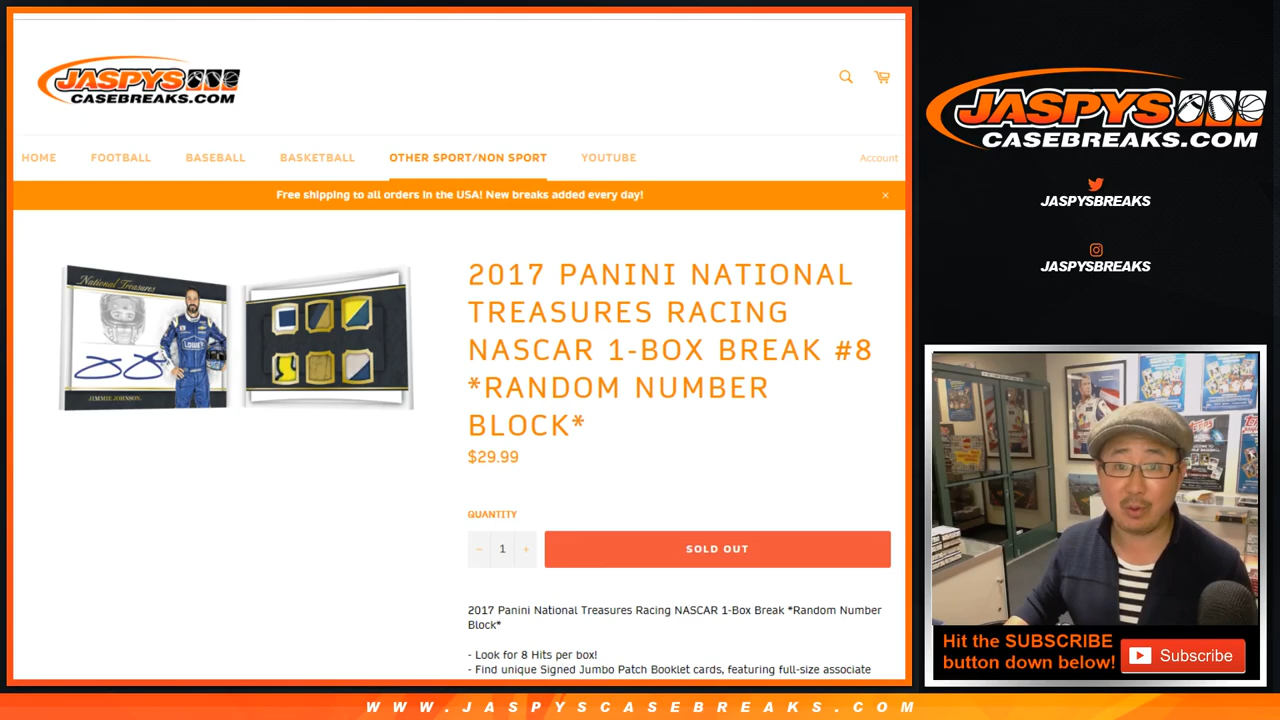 JASPYS
CASEBREAKS.COM
HOME
FOOTBALL
BASEBALL
BASKETBALL
OTHER SPORT/NON SPORT
YOUTUBE
Account
Free shipping to all orders in the USA! New breaks added every day!
×
National Treasures
JIMMIE JOHNSON
2017 PANINI NATIONAL
TREASURES RACING
NASCAR 1-BOX BREAK #8
*RANDOM NUMBER
BLOCK*
$29.99
QUANTITY
− 1 +
SOLD OUT
2017 Panini National Treasures Racing NASCAR 1-Box Break *Random Number
Block*
- Look for 8 Hits per box!
- Find unique Signed Jumbo Patch Booklet cards, featuring full-size associate
JASPYS
CASEBREAKS.COM
JASPYSBREAKS
JASPYSBREAKS
Hit the SUBSCRIBE
button down below!
Subscribe
WWW.JASPYSCASEBREAKS.COM